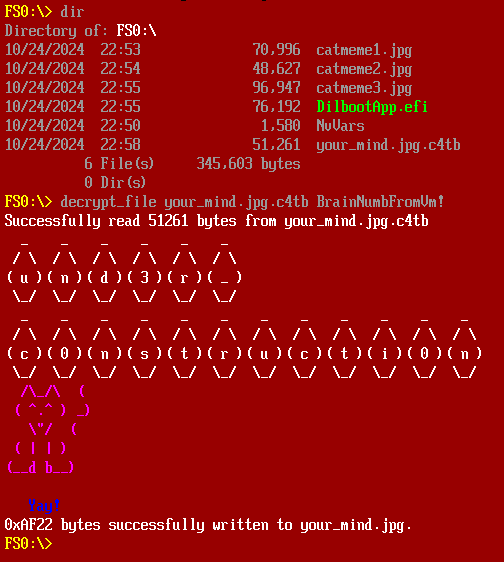 FS0:\> dir
Directory of: FS0:\
10/24/2024  22:53              70,996  catmeme1.jpg
10/24/2024  22:54              48,627  catmeme2.jpg
10/24/2024  22:55              96,947  catmeme3.jpg
10/24/2024  22:55              76,192  DilbootApp.efi
10/24/2024  22:50               1,580  NvVars
10/24/2024  22:58              51,261  your_mind.jpg.c4tb
          6 File(s)     345,603 bytes
          0 Dir(s)
FS0:\> decrypt_file your_mind.jpg.c4tb BrainNumbFromVm!
Successfully read 51261 bytes from your_mind.jpg.c4tb
  _   _   _   _   _   _
 / \ / \ / \ / \ / \ / \
( u | n | d | 3 | r | _ )
 \_/ \_/ \_/ \_/ \_/ \_/
  _   _   _   _   _   _   _   _   _   _   _   _
 / \ / \ / \ / \ / \ / \ / \ / \ / \ / \ / \ / \
( c )( 0 )( n )( s )( t )( r )( u )( c )( t )( i )( 0 )( n )
 \_/ \_/ \_/ \_/ \_/ \_/ \_/ \_/ \_/ \_/ \_/ \_/
  /\_/\  (
 ( ^.^ ) _)
   \"/  (
 ( | | )
(__d b__)
   Yay!
0xAF22 bytes successfully written to your_mind.jpg.
FS0:\>